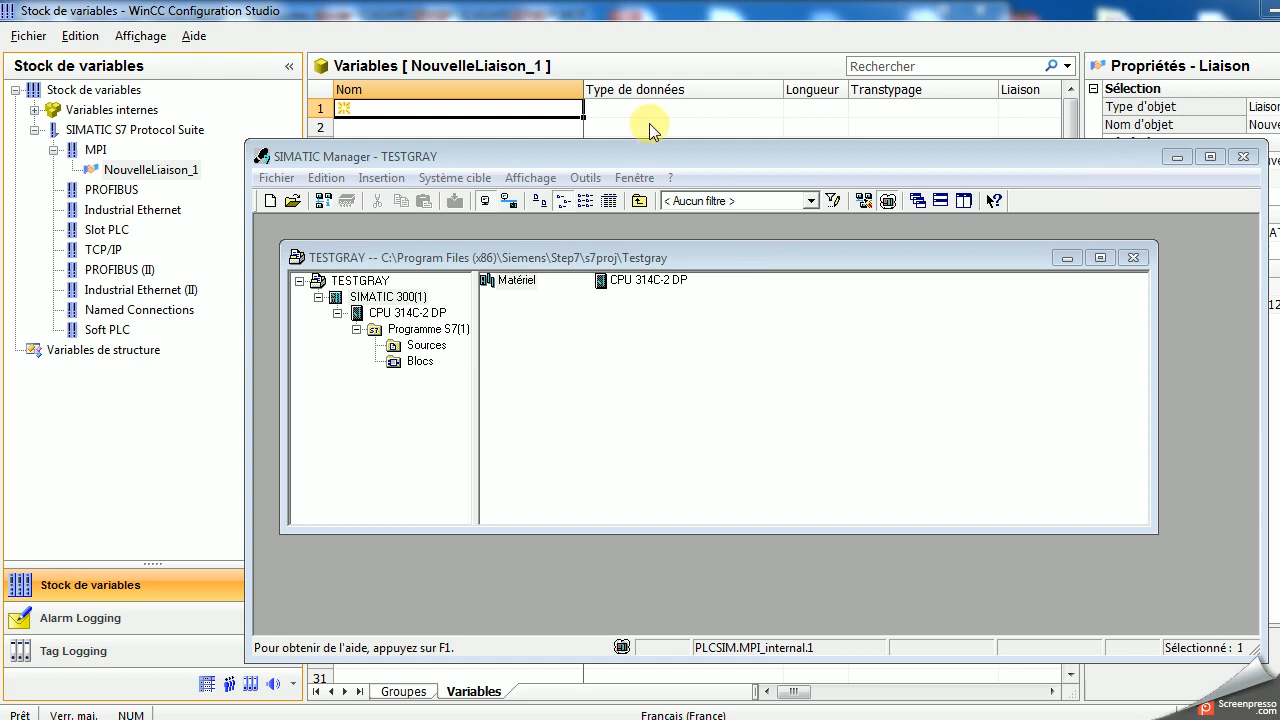 Stock de variables - WinCC Configuration Studio
Fichier Edition Affichage Aide
Stock de variables «
Stock de variables
Variables internes
SIMATIC S7 Protocol Suite
MPI
NouvelleLiaison_1
PROFIBUS
Industrial Ethernet
Slot PLC
TCP/IP
PROFIBUS (II)
Industrial Ethernet (II)
Named Connections
Soft PLC
Variables de structure
Stock de variables
Alarm Logging
Tag Logging
Variables [ NouvelleLiaison_1 ]
Rechercher
Nom Type de données Longueur Transtypage Liaison
1
2
31
Groupes Variables
Propriétés - Liaison
Sélection
Type d'objet Liaison
Nom d'objet Nouve
SIMATIC Manager - TESTGRAY
Fichier Edition Insertion Système cible Affichage Outils Fenêtre ?
< Aucun filtre >
TESTGRAY -- C:\Program Files (x86)\Siemens\Step7\s7proj\Testgray
TESTGRAY
SIMATIC 300(1)
CPU 314C-2 DP
Programme S7(1)
Sources
Blocs
Matériel CPU 314C-2 DP
Pour obtenir de l'aide, appuyez sur F1. PLCSIM.MPI_internal.1 Sélectionné : 1
Prêt Verr. maj. NUM Français (France)
Screenpresso
.com